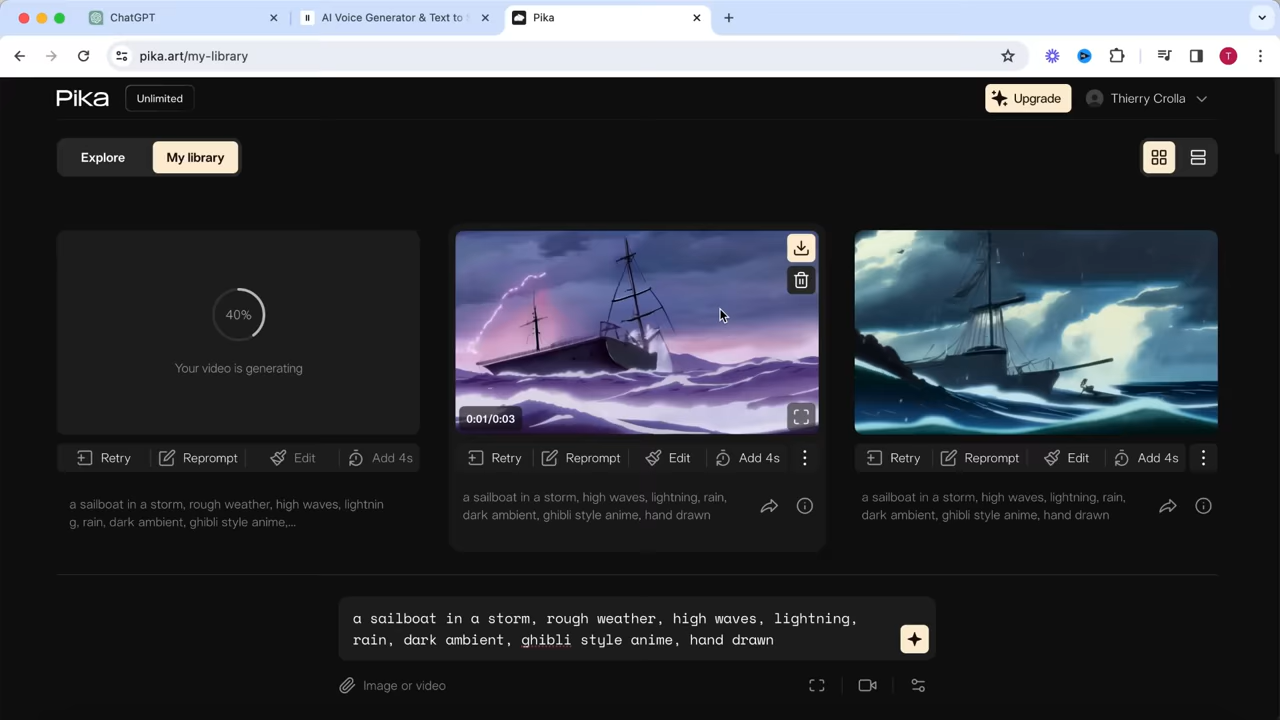 ChatGPT
AI Voice Generator & Text to
Pika
pika.art/my-library
T
Pika
Unlimited
Upgrade
Thierry Crolla
Explore
My library
40%
Your video is generating
0:01/0:03
Retry
Reprompt
Edit
Add 4s
Retry
Reprompt
Edit
Add 4s
Retry
Reprompt
Edit
Add 4s
a sailboat in a storm, rough weather, high waves, lightnin
g, rain, dark ambient, ghibli style anime,...
a sailboat in a storm, high waves, lightning, rain,
dark ambient, ghibli style anime, hand drawn
a sailboat in a storm, high waves, lightning, rain,
dark ambient, ghibli style anime, hand drawn
a sailboat in a storm, rough weather, high waves, lightning,
rain, dark ambient, ghibli style anime, hand drawn
Image or video